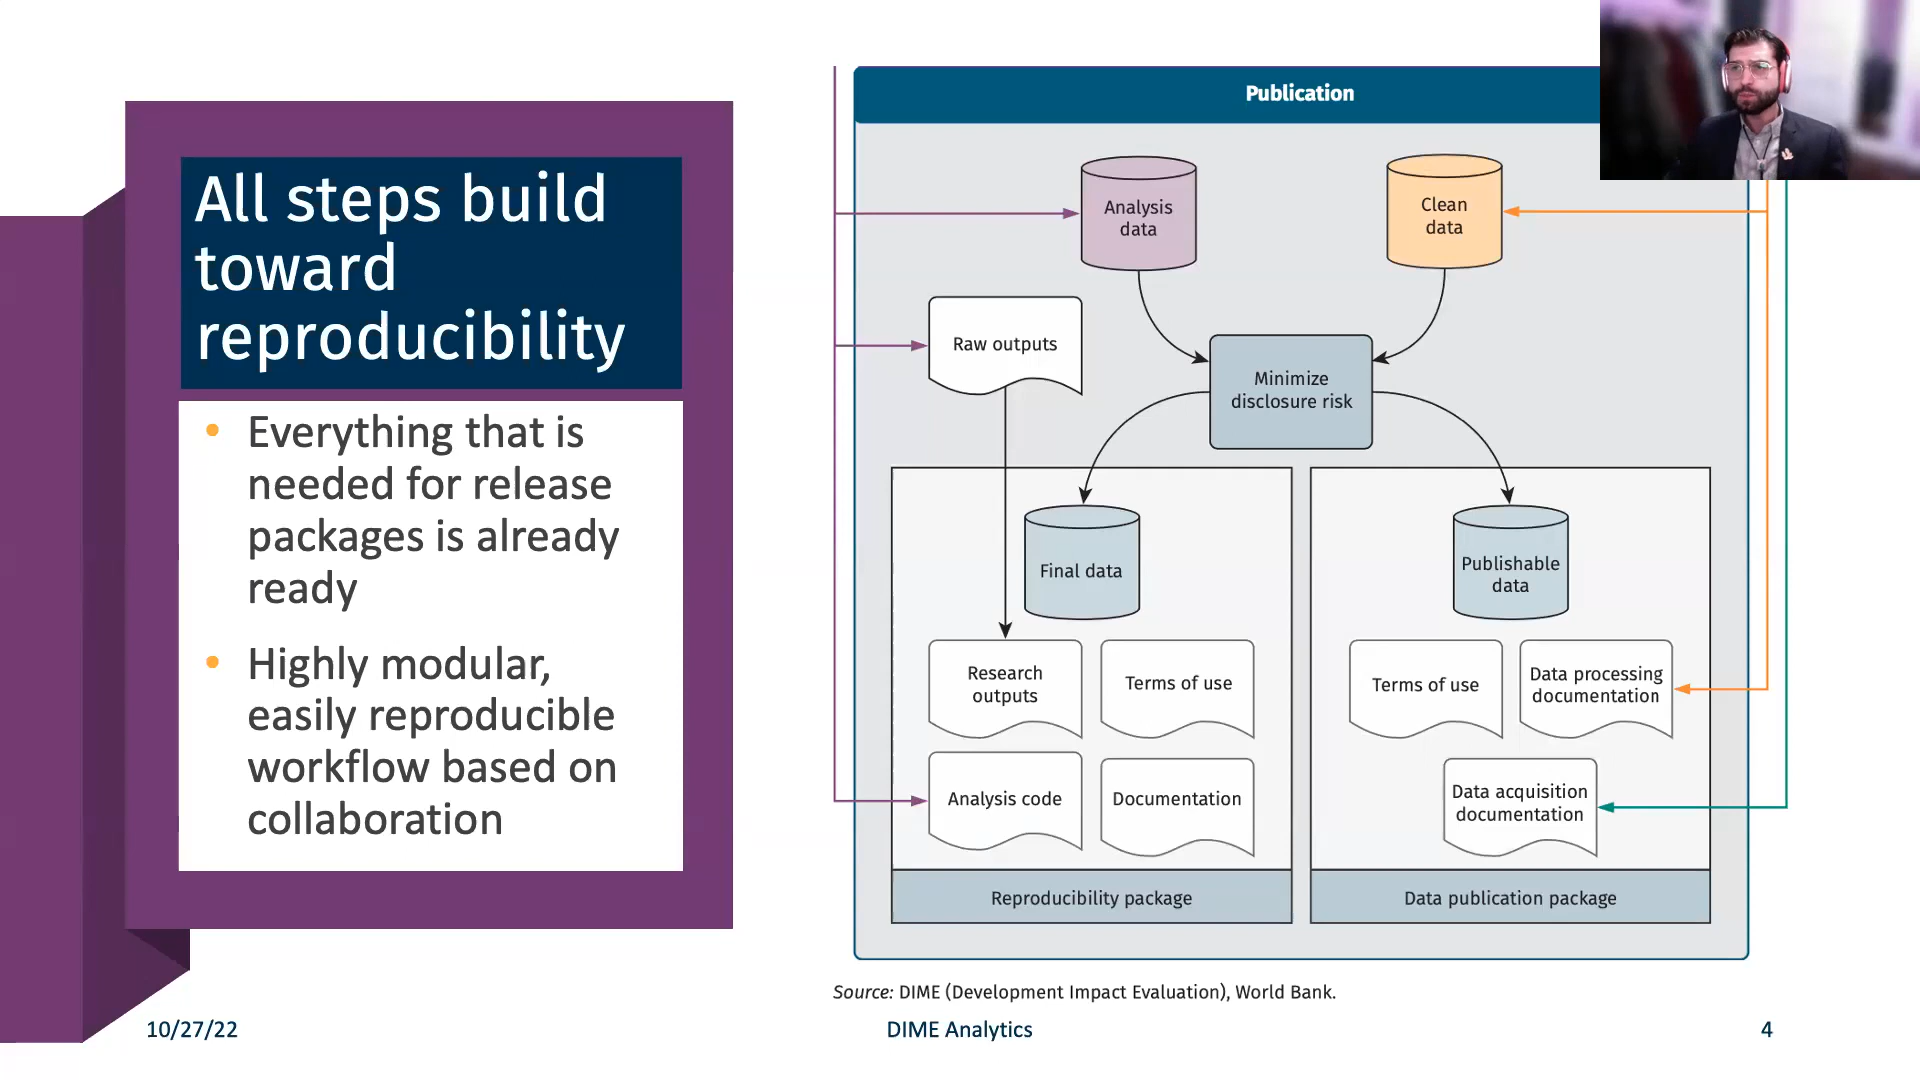 All steps build
toward
reproducibility
• Everything that is
needed for release
packages is already
ready
• Highly modular,
easily reproducible
workflow based on
collaboration
Publication
Analysis
data
Clean
data
Raw outputs
Minimize
disclosure risk
Final data
Publishable
data
Research
outputs
Terms of use
Terms of use
Data processing
documentation
Analysis code
Documentation
Data acquisition
documentation
Reproducibility package
Data publication package
Source: DIME (Development Impact Evaluation), World Bank.
10/27/22
DIME Analytics
4